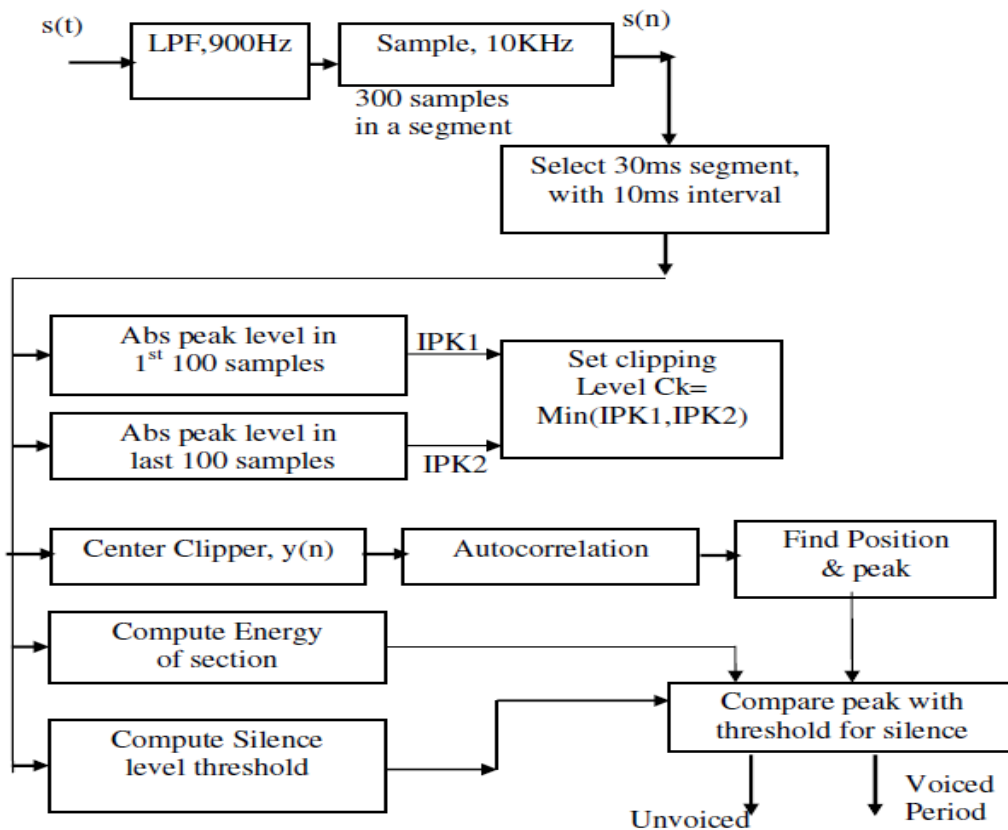 s(t)
LPF,900Hz
Sample, 10KHz
s(n)
300 samples
in a segment
Select 30ms segment,
with 10ms interval
Abs peak level in
1st 100 samples
IPK1
Set clipping
Level Ck=
Min(IPK1,IPK2)
Abs peak level in
last 100 samples
IPK2
Center Clipper, y(n)
Autocorrelation
Find Position
& peak
Compute Energy
of section
Compare peak with
threshold for silence
Compute Silence
level threshold
Unvoiced
Voiced
Period